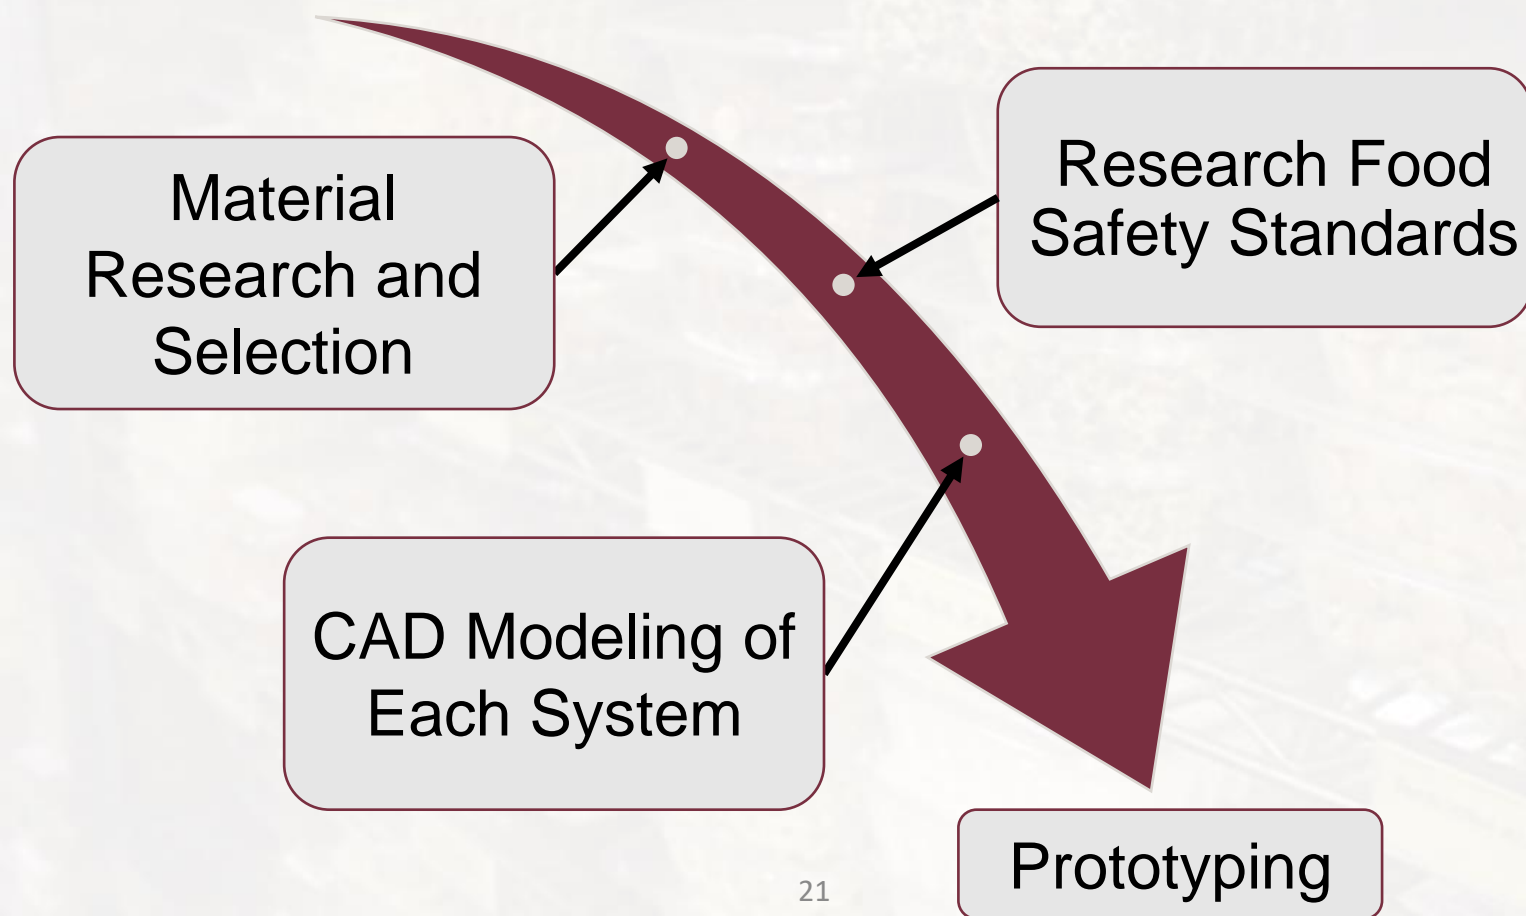 Material
Research and
Selection
Research Food
Safety Standards
CAD Modeling of
Each System
Prototyping
21